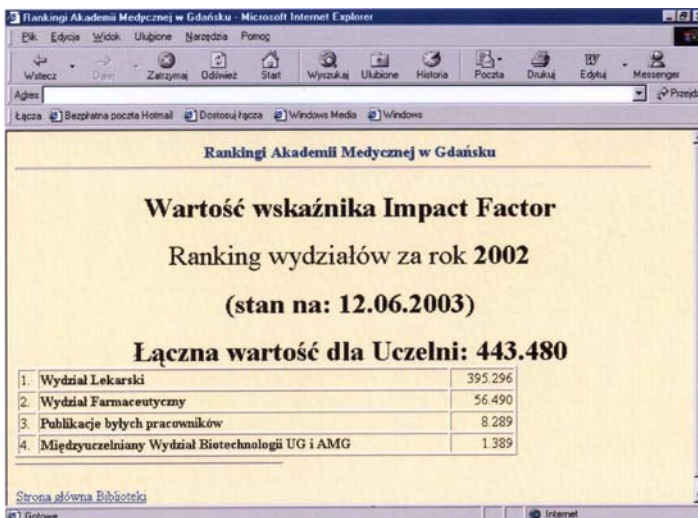 Rankingi Akademii Medycznej w Gdańsku - Microsoft Internet Explorer
Plik Edycja Widok Ulubione Narzędzia Pomoc
Wstecz Dalej Zatrzymaj Odśwież Start Wyszukaj Ulubione Historia Poczta Drukuj Edytuj Messenger
Adres Przejdź
Łącza Bezpłatna poczta Hotmail Dostosuj łącza Windows Media Windows
Rankingi Akademii Medycznej w Gdańsku
Wartość wskaźnika Impact Factor
Ranking wydziałów za rok 2002
(stan na: 12.06.2003)
Łączna wartość dla Uczelni: 443.480
1. Wydział Lekarski 395.296
2. Wydział Farmaceutyczny 56.490
3. Publikacje byłych pracowników 8.289
4. Międzyuczelniany Wydział Biotechnologii UG i AMG 1.389
Strona główna Biblioteki
Gotowe Internet